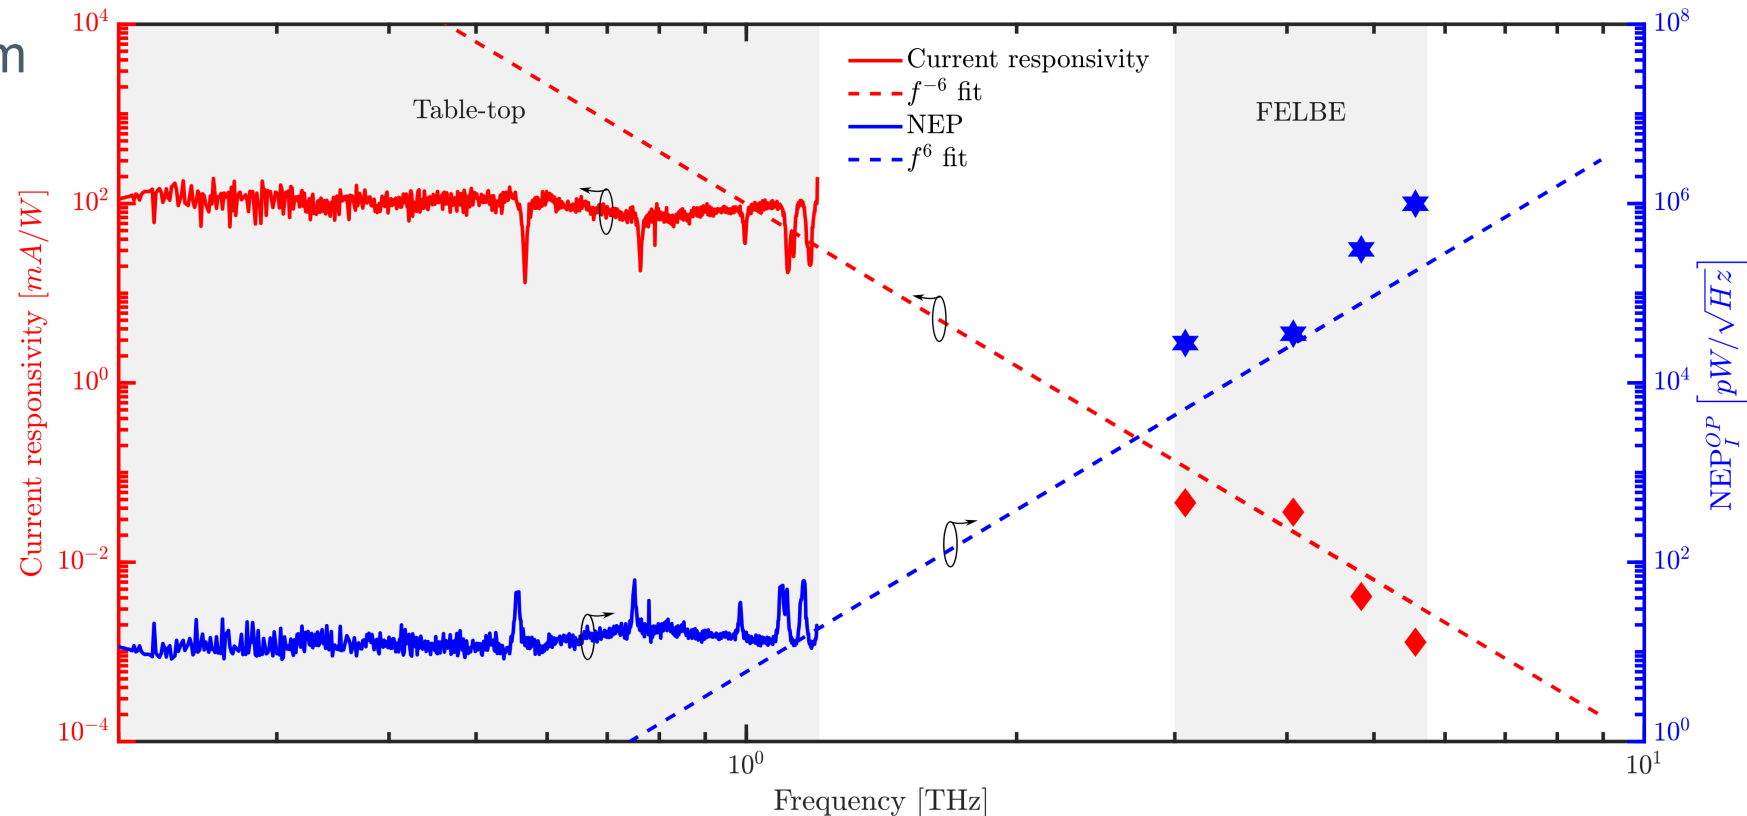 m
10^4
10^2
10^0
10^−2
10^−4
Current responsivity [mA/W]
Table-top
Current responsivity
f^−6 fit
NEP
f^6 fit
FELBE
10^8
10^6
10^4
10^2
10^0
NEP_I^OP [pW/√Hz]
10^0
10^1
Frequency [THz]